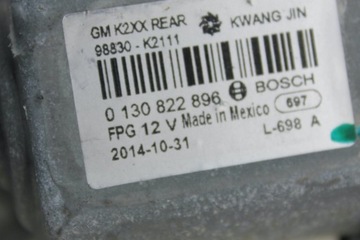 GM K2XX REAR KWANG JIN
98830 - K2111
0 130 822 896 BOSCH
FPG 12 V Made in Mexico 697
2014-10-31 L-698 A